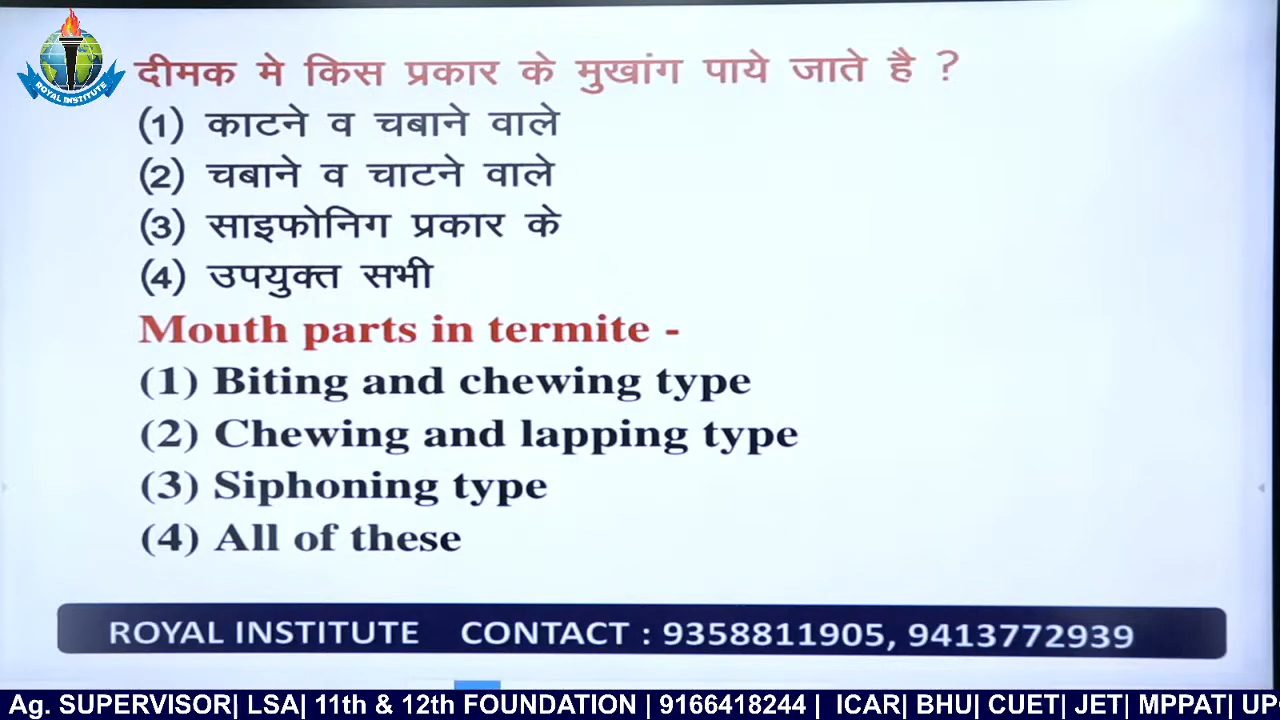 ROYAL INSTITUTE
दीमक मे किस प्रकार के मुखांग पाये जाते है ?
(1) काटने व चबाने वाले
(2) चबाने व चाटने वाले
(3) साइफोनिग प्रकार के
(4) उपयुक्त सभी
Mouth parts in termite -
(1) Biting and chewing type
(2) Chewing and lapping type
(3) Siphoning type
(4) All of these
ROYAL INSTITUTE CONTACT : 9358811905, 9413772939
Ag. SUPERVISOR| LSA| 11th & 12th FOUNDATION | 9166418244 | ICAR| BHU| CUET| JET| MPPAT| UP